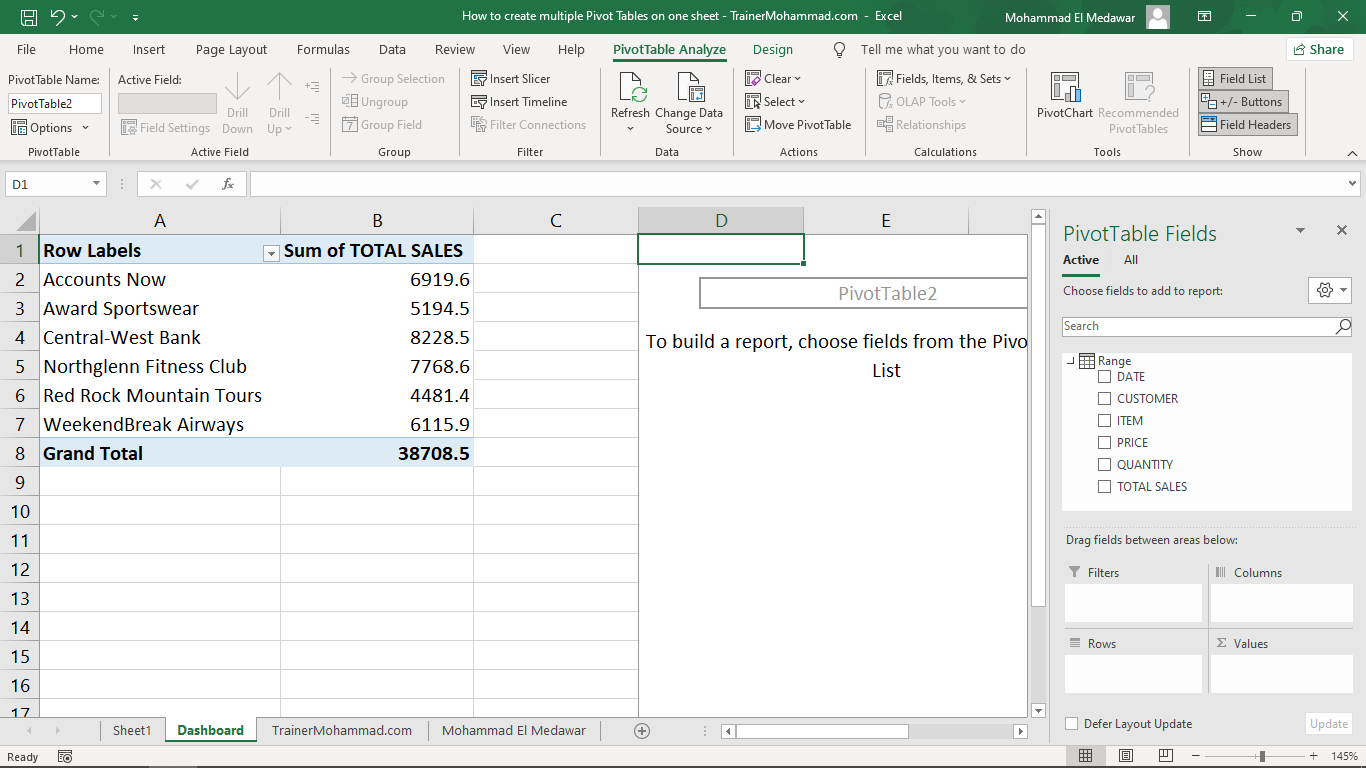 How to create multiple Pivot Tables on one sheet - TrainerMohammad.com - Excel
Mohammad El Medawar
File Home Insert Page Layout Formulas Data Review View Help PivotTable Analyze Design Tell me what you want to do Share
PivotTable Name:
PivotTable2
Options
PivotTable
Active Field:
Field Settings
Drill Down
Drill Up
Active Field
Group Selection
Ungroup
Group Field
Group
Insert Slicer
Insert Timeline
Filter Connections
Filter
Refresh
Change Data Source
Data
Clear
Select
Move PivotTable
Actions
Fields, Items, & Sets
OLAP Tools
Relationships
Calculations
PivotChart
Recommended PivotTables
Tools
Field List
+/- Buttons
Field Headers
Show
D1
fx
A B C D E
1 Row Labels Sum of TOTAL SALES
2 Accounts Now 6919.6
3 Award Sportswear 5194.5
4 Central-West Bank 8228.5
5 Northglenn Fitness Club 7768.6
6 Red Rock Mountain Tours 4481.4
7 WeekendBreak Airways 6115.9
8 Grand Total 38708.5
9
10
11
12
13
14
15
16
17
PivotTable2
To build a report, choose fields from the Pivo
List
PivotTable Fields
Active All
Choose fields to add to report:
Search
Range
DATE
CUSTOMER
ITEM
PRICE
QUANTITY
TOTAL SALES
Drag fields between areas below:
Filters
Columns
Rows
Σ Values
Defer Layout Update
Update
Sheet1 Dashboard TrainerMohammad.com Mohammad El Medawar
Ready
145%